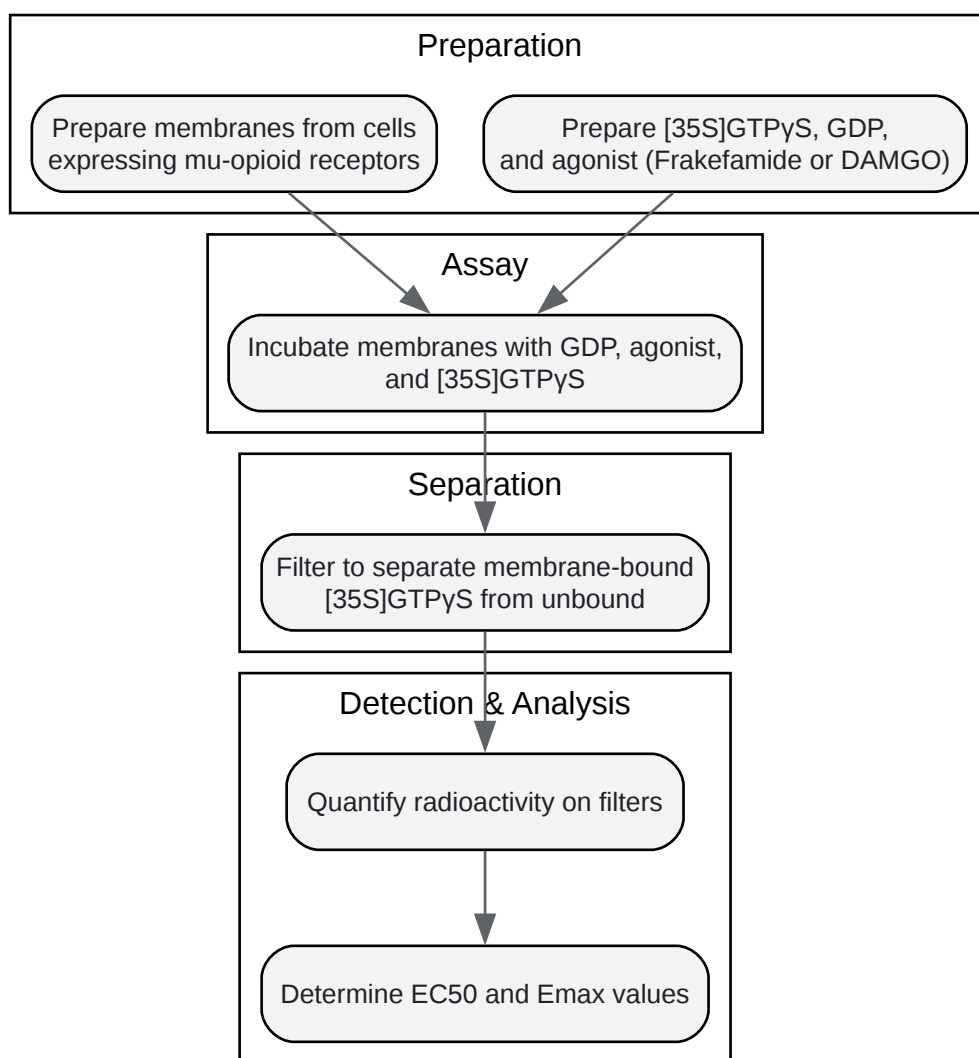 Preparation
Prepare membranes from cells
expressing mu-opioid receptors
Prepare [35S]GTPγS, GDP,
and agonist (Frakefamide or DAMGO)
Assay
Incubate membranes with GDP, agonist,
and [35S]GTPγS
Separation
Filter to separate membrane-bound
[35S]GTPγS from unbound
Detection & Analysis
Quantify radioactivity on filters
Determine EC50 and Emax values